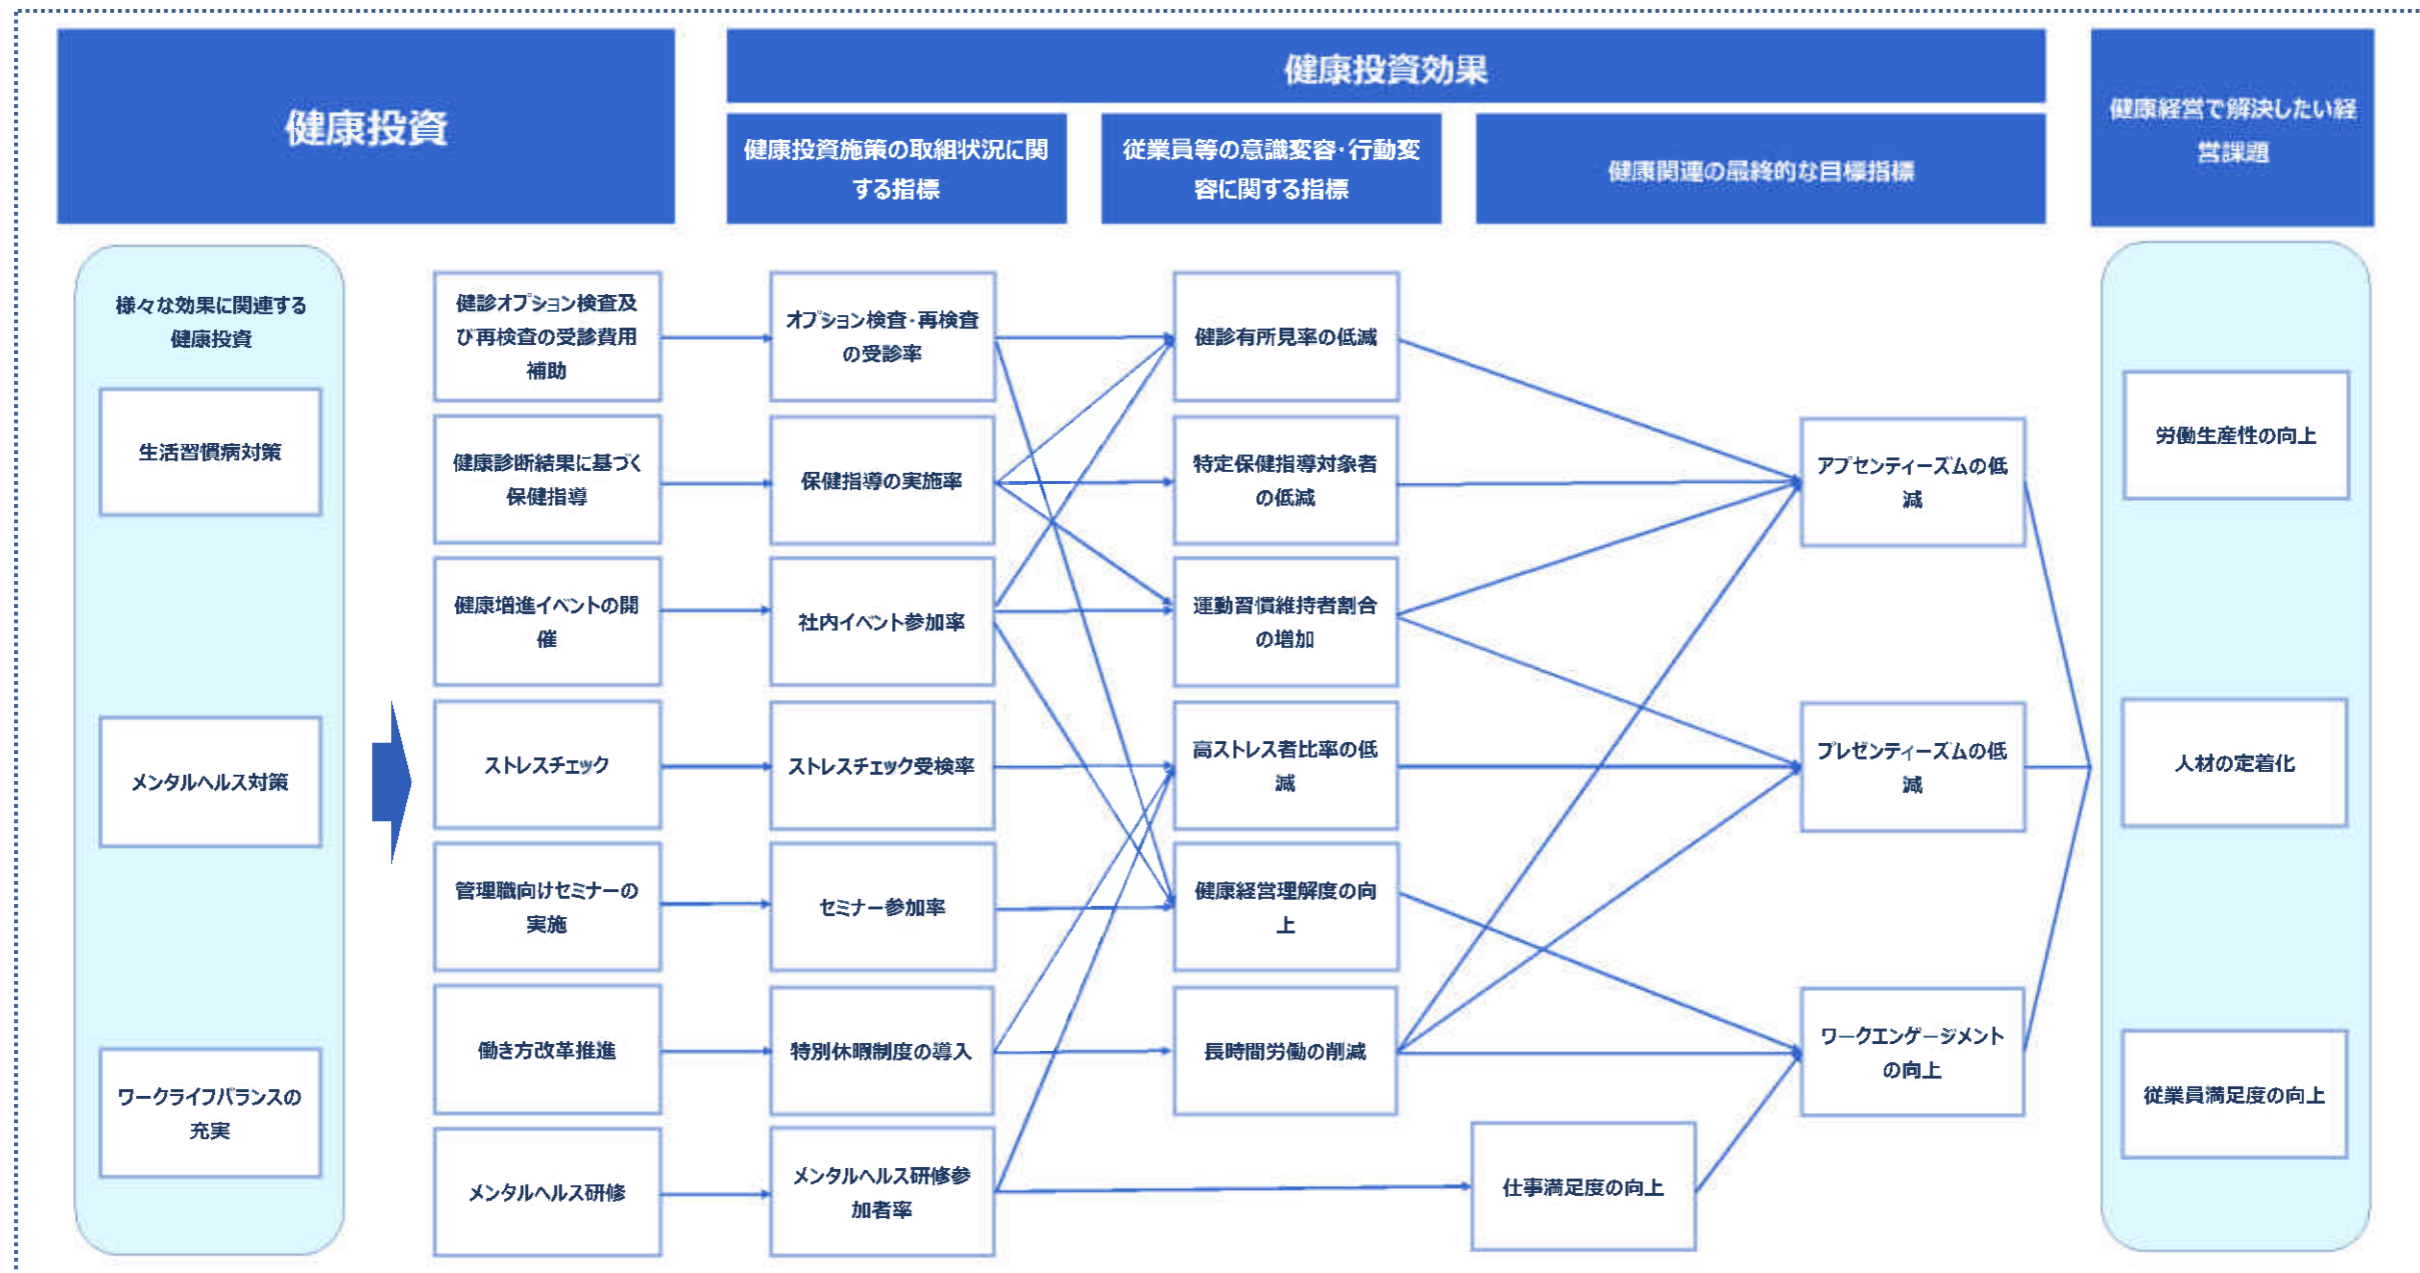 健康投資
健康投資効果
健康投資施策の取組状況に関
する指標
従業員等の意識変容・行動変
容に関する指標
健康関連の最終的な目標指標
健康経営で解決したい経
営課題
様々な効果に関連する
健康投資
生活習慣病対策
メンタルヘルス対策
ワークライフバランスの
充実
健診オプション検査及
び再検査の受診費用
補助
健康診断結果に基づく
保健指導
健康増進イベントの開
催
ストレスチェック
管理職向けセミナーの
実施
働き方改革推進
メンタルヘルス研修
オプション検査・再検査
の受診率
保健指導の実施率
社内イベント参加率
ストレスチェック受検率
セミナー参加率
特別休暇制度の導入
メンタルヘルス研修参
加者率
健診有所見率の低減
特定保健指導対象者
の低減
運動習慣維持者割合
の増加
高ストレス者比率の低
減
健康経営理解度の向
上
長時間労働の削減
仕事満足度の向上
アブセンティーズムの低
減
プレゼンティーズムの低
減
ワークエンゲージメント
の向上
労働生産性の向上
人材の定着化
従業員満足度の向上